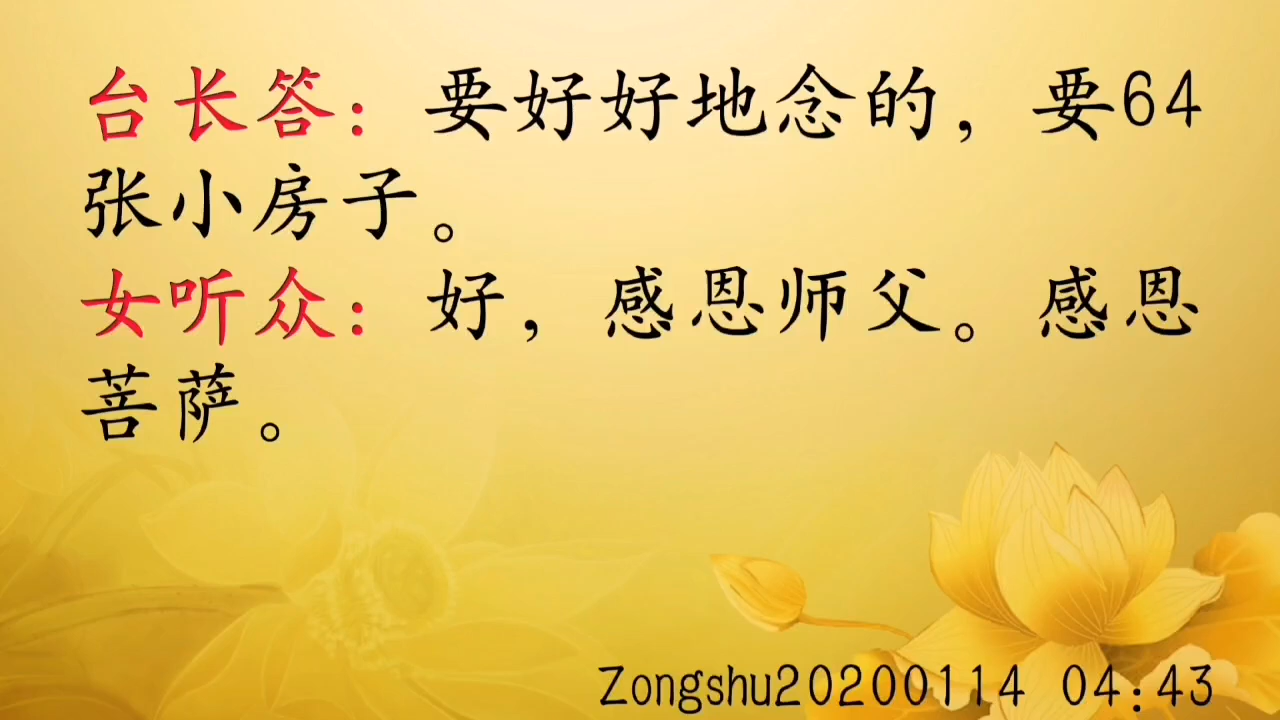 台长答：要好好地念的，要64
张小房子。
女听众：好，感恩师父。感恩
菩萨。
Zongshu20200114 04:43